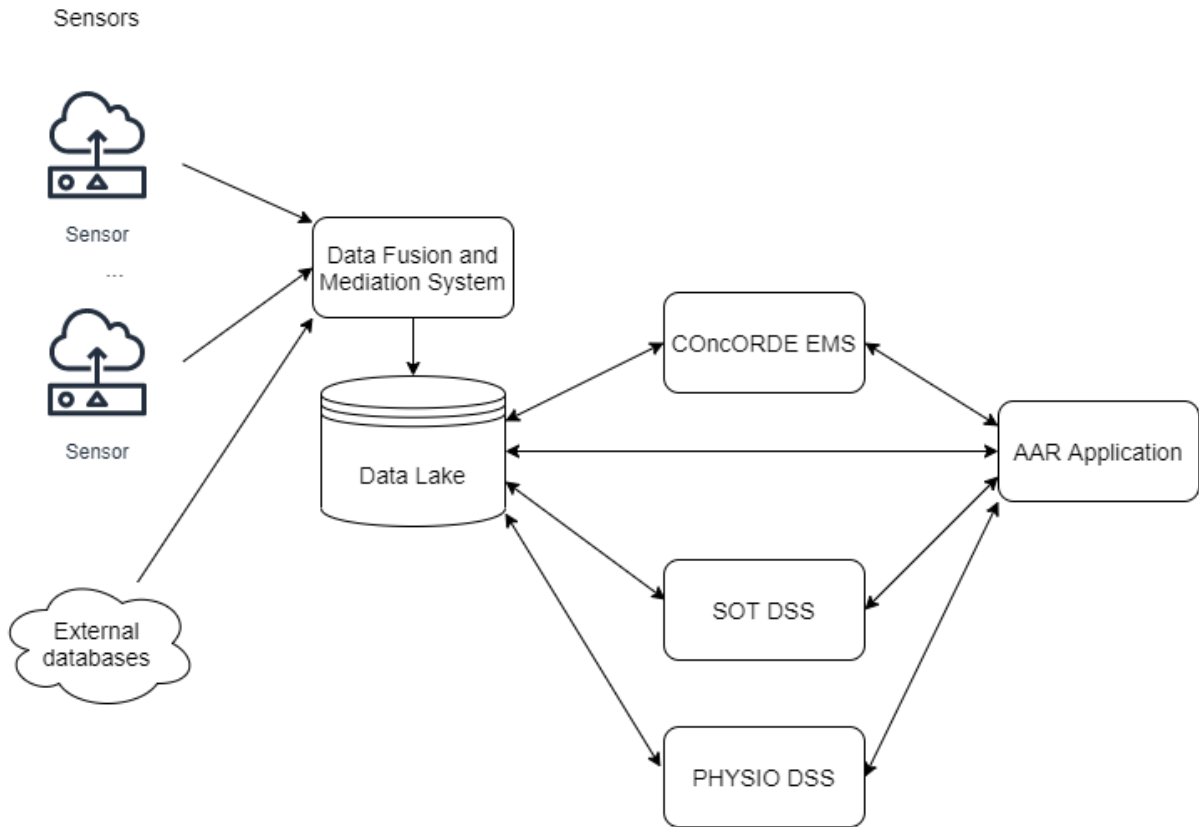 Sensors
Sensor
...
Sensor
Data Fusion and
Mediation System
Data Lake
External
databases
COncORDE EMS
AAR Application
SOT DSS
PHYSIO DSS